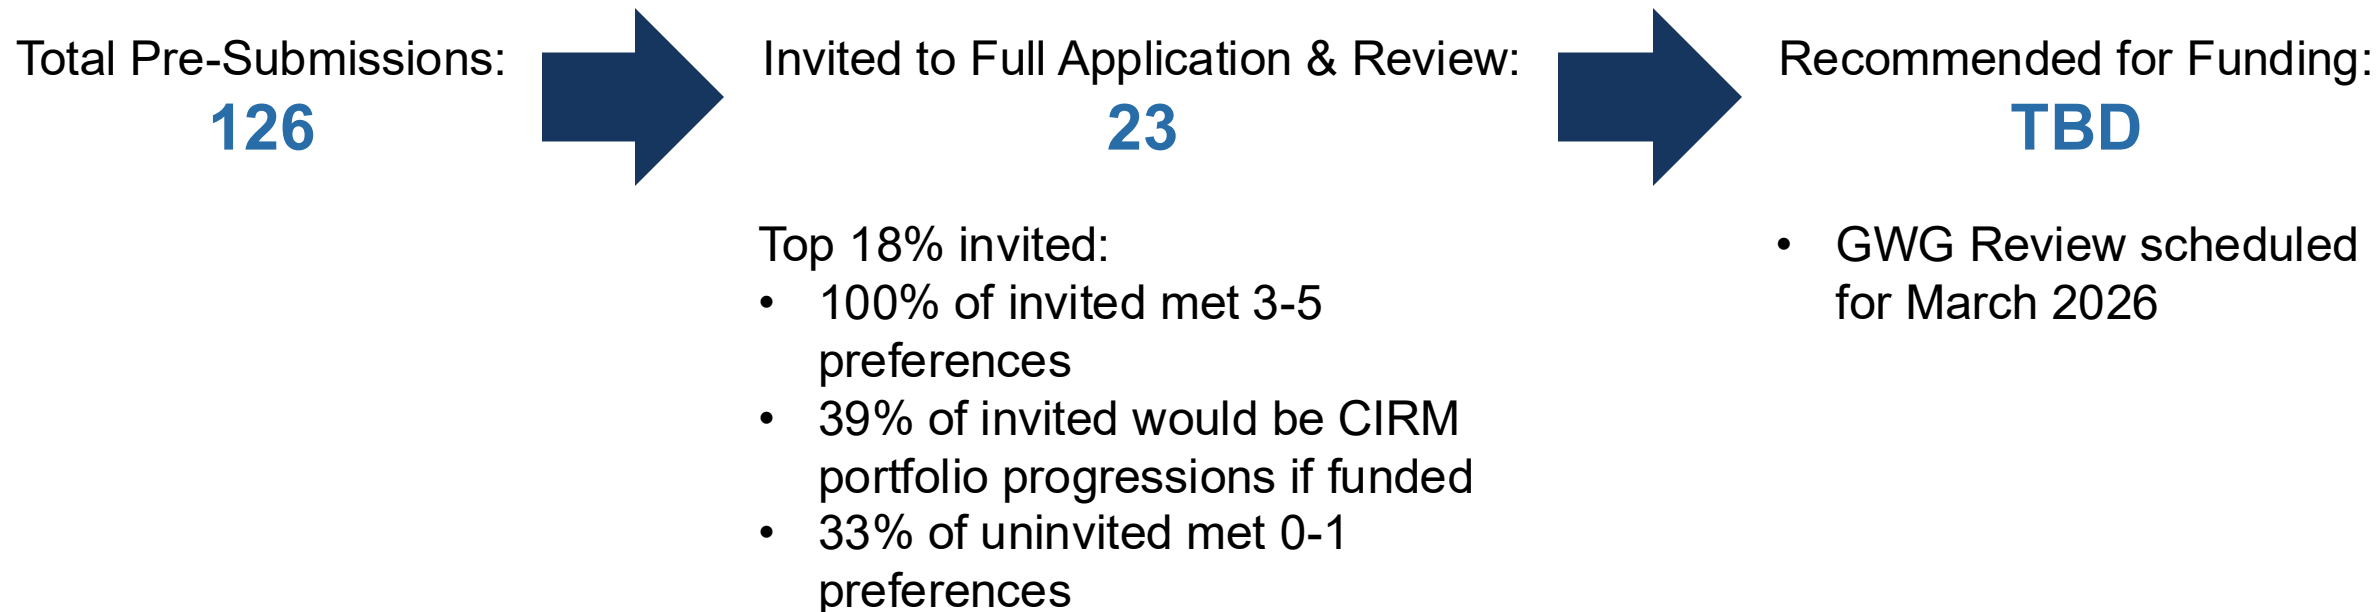 Total Pre-Submissions:
126
Invited to Full Application & Review:
23
Top 18% invited:
• 100% of invited met 3-5
preferences
• 39% of invited would be CIRM
portfolio progressions if funded
• 33% of uninvited met 0-1
preferences
Recommended for Funding:
TBD
• GWG Review scheduled
for March 2026